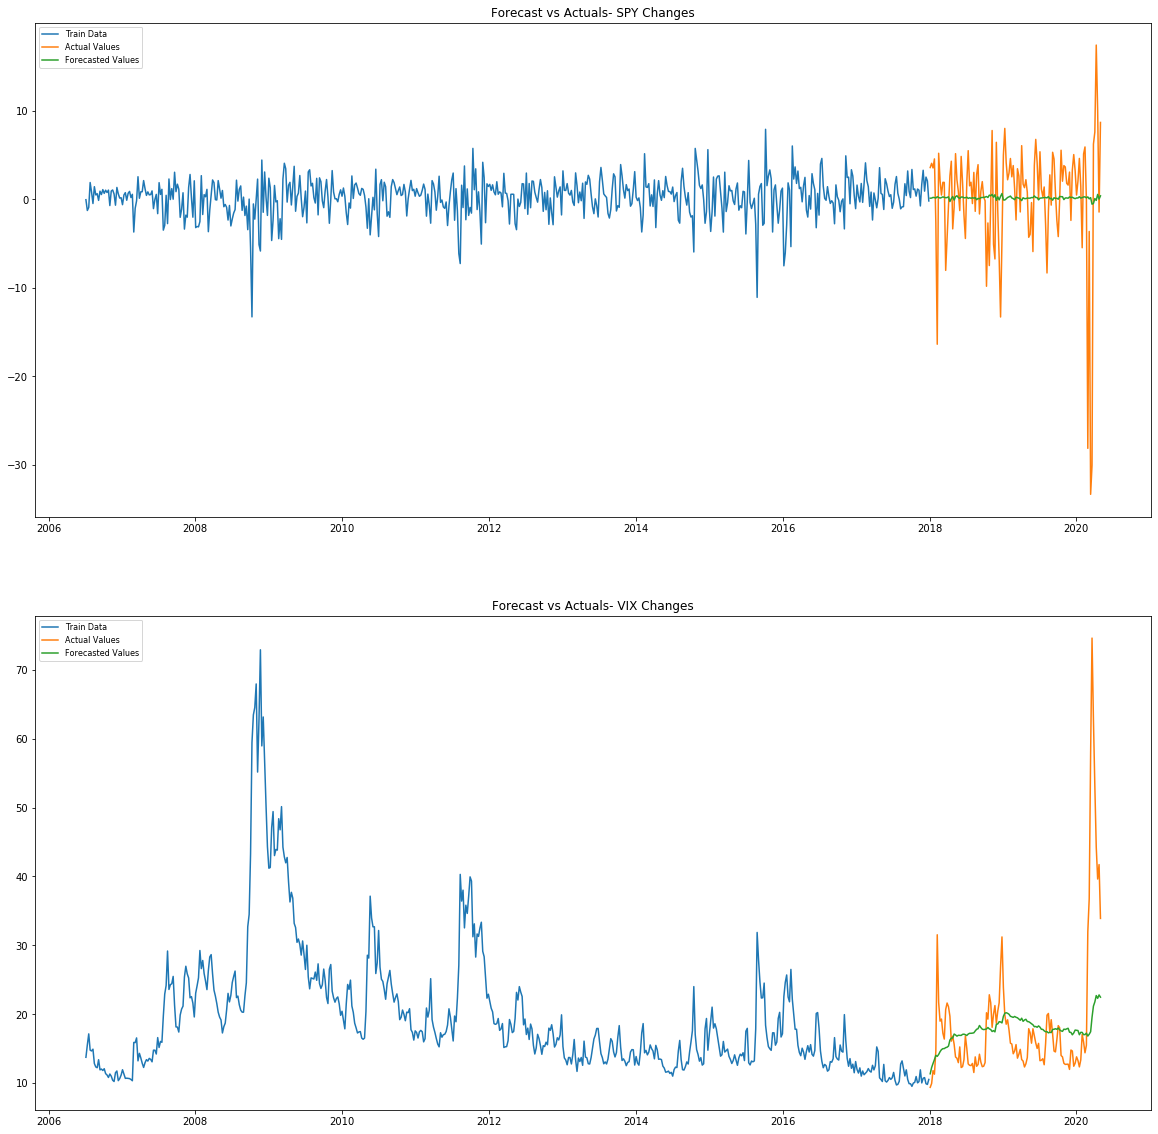 Forecast vs Actuals- SPY Changes
Train Data
Actual Values
Forecasted Values
10
0
−10
−20
−30
2006 2008 2010 2012 2014 2016 2018 2020
Forecast vs Actuals- VIX Changes
Train Data
Actual Values
Forecasted Values
70
60
50
40
30
20
10
2006 2008 2010 2012 2014 2016 2018 2020